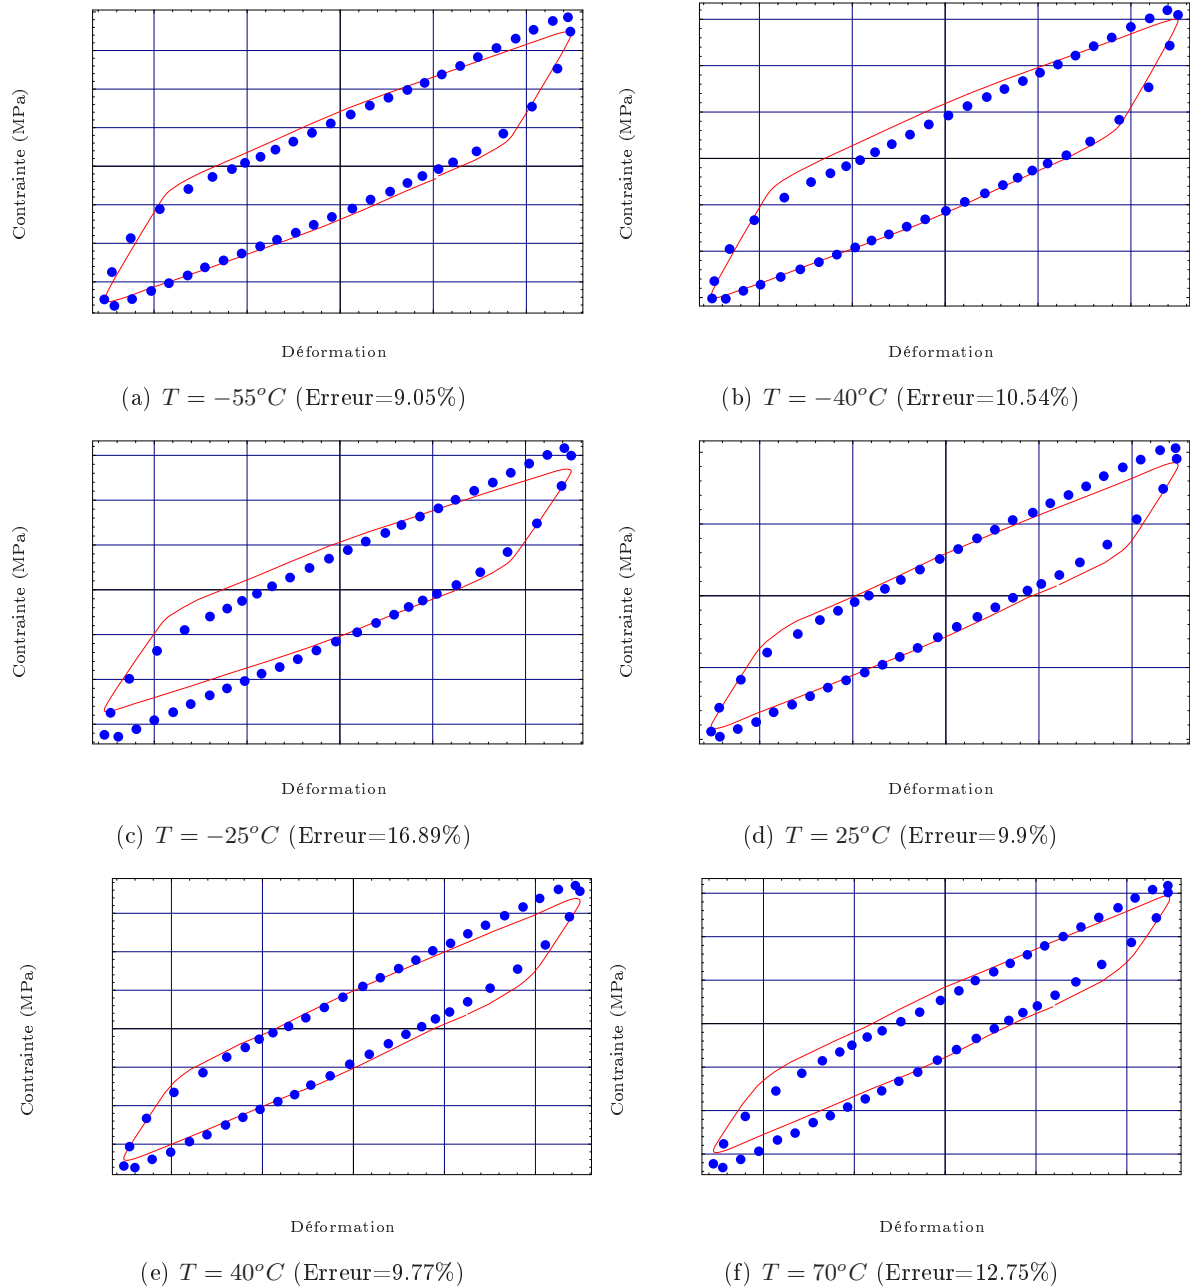 Contrainte (MPa)
Déformation
(a) T = −55°C (Erreur=9.05%)
Contrainte (MPa)
Déformation
(b) T = −40°C (Erreur=10.54%)
Contrainte (MPa)
Déformation
(c) T = −25°C (Erreur=16.89%)
Contrainte (MPa)
Déformation
(d) T = 25°C (Erreur=9.9%)
Contrainte (MPa)
Déformation
(e) T = 40°C (Erreur=9.77%)
Contrainte (MPa)
Déformation
(f) T = 70°C (Erreur=12.75%)